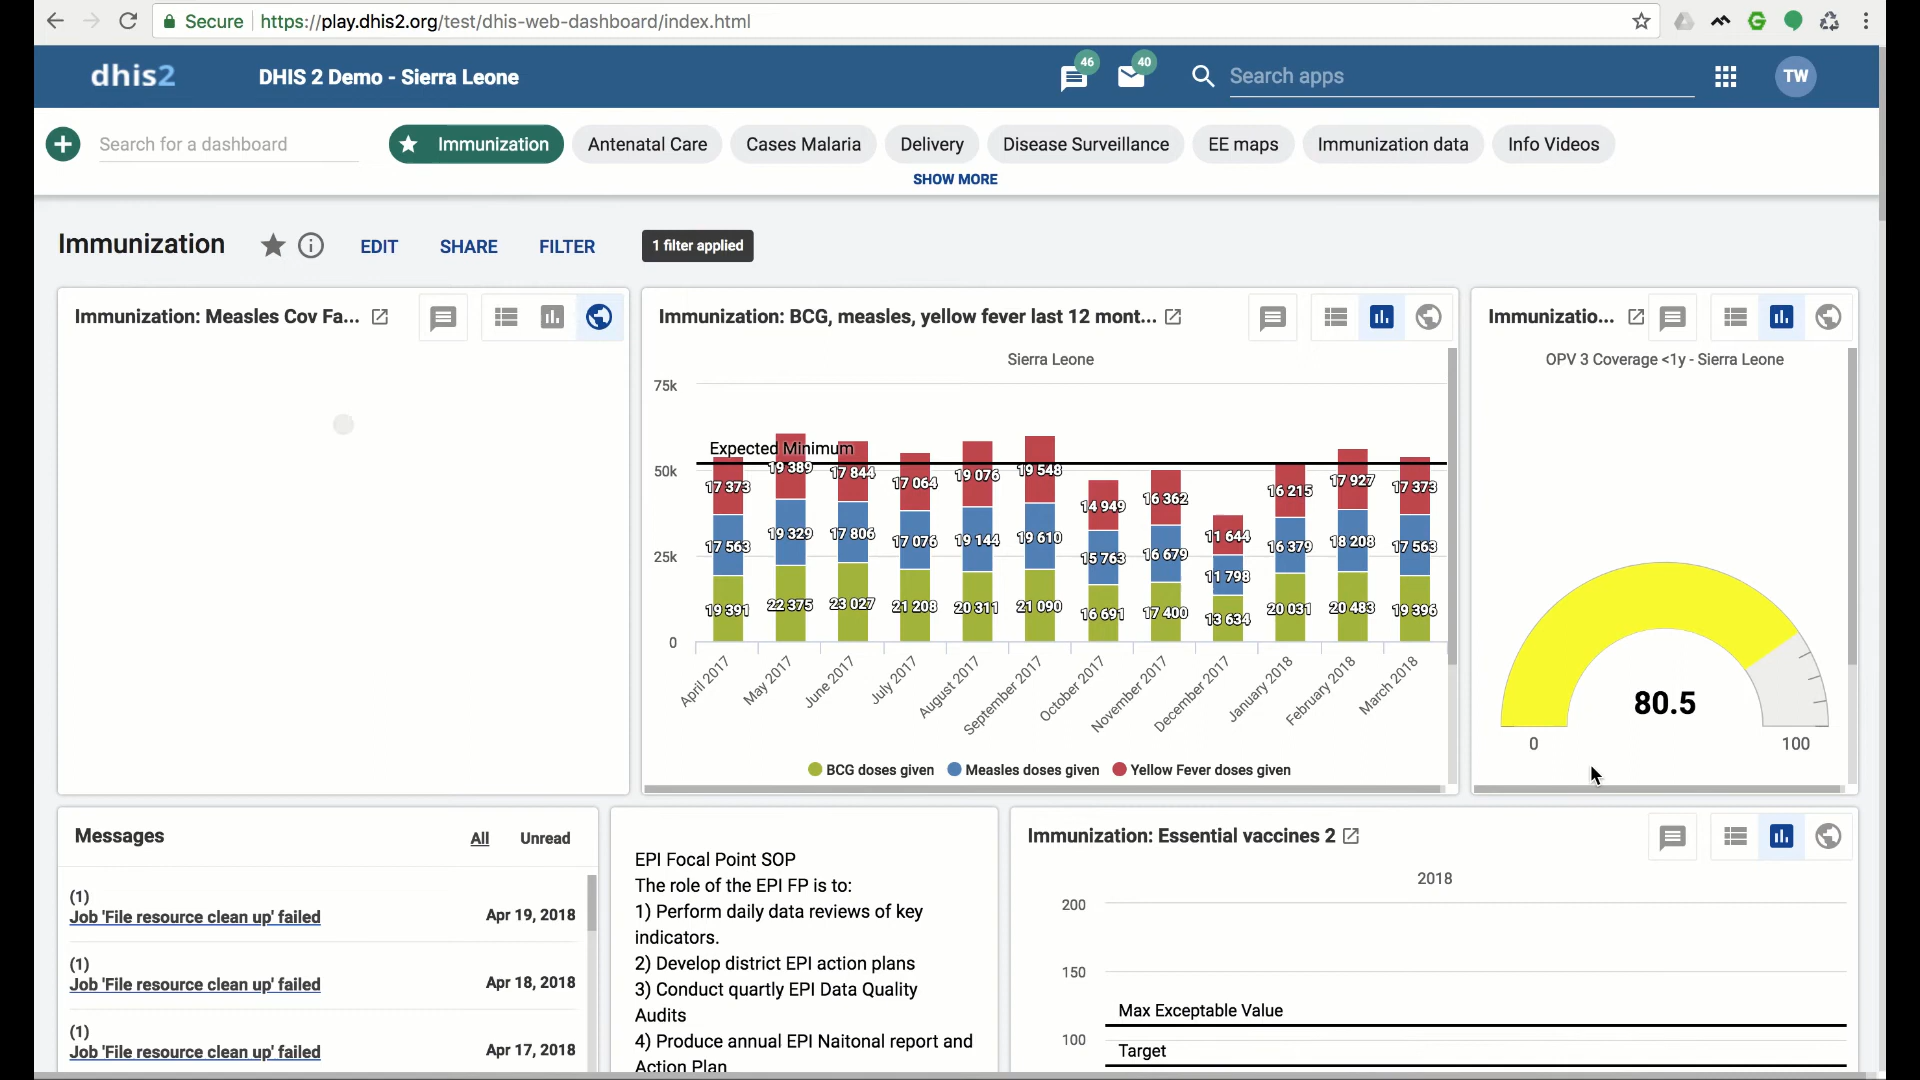 Secure https://play.dhis2.org/test/dhis-web-dashboard/index.html
dhis2 DHIS 2 Demo - Sierra Leone 46 40 Search apps TW
Search for a dashboard Immunization Antenatal Care Cases Malaria Delivery Disease Surveillance EE maps Immunization data Info Videos
SHOW MORE
Immunization EDIT SHARE FILTER 1 filter applied
Immunization: Measles Cov Fa...
Immunization: BCG, measles, yellow fever last 12 mont...
Sierra Leone
75k
50k
25k
0
Expected Minimum
17 373 19 389 17 844 17 064 19 076 19 548 14 949 16 362 11 644 16 215 17 927 17 373
17 563 19 329 17 806 17 076 19 144 19 610 15 763 16 679 11 798 16 379 18 208 17 563
19 391 22 375 23 027 21 208 20 311 21 090 16 691 17 400 13 634 20 031 20 483 19 396
April 2017 May 2017 June 2017 July 2017 August 2017 September 2017 October 2017 November 2017 December 2017 January 2018 February 2018 March 2018
BCG doses given Measles doses given Yellow Fever doses given
Immunizatio...
OPV 3 Coverage <1y - Sierra Leone
80.5
0 100
Messages All Unread
(1)
Job 'File resource clean up' failed Apr 19, 2018
(1)
Job 'File resource clean up' failed Apr 18, 2018
(1)
Job 'File resource clean up' failed Apr 17, 2018
EPI Focal Point SOP
The role of the EPI FP is to:
1) Perform daily data reviews of key
indicators.
2) Develop district EPI action plans
3) Conduct quartly EPI Data Quality
Audits
4) Produce annual EPI Naitonal report and
Action Plan
Immunization: Essential vaccines 2
2018
200
150
Max Exceptable Value
100
Target